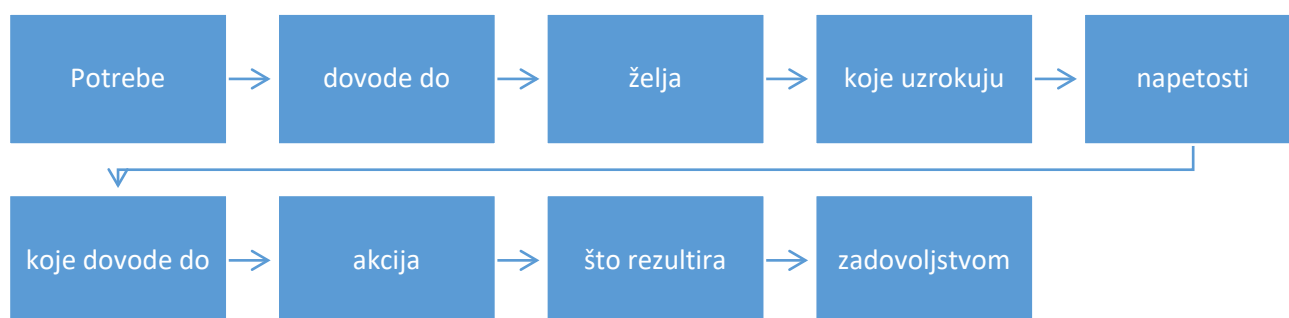 Potrebe
dovode do
želja
koje uzrokuju
napetosti
koje dovode do
akcija
što rezultira
zadovoljstvom